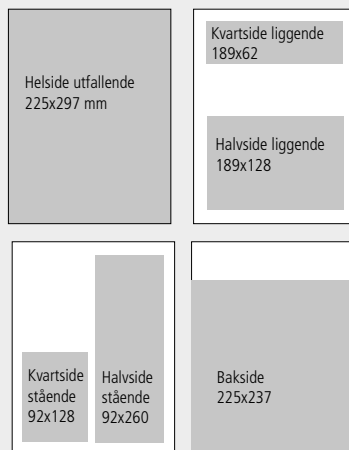 Helside utfallende
225x297 mm
Kvartside liggende
189x62
Halvside liggende
189x128
Kvartside
stående
92x128
Halvside
stående
92x260
Bakside
225x237